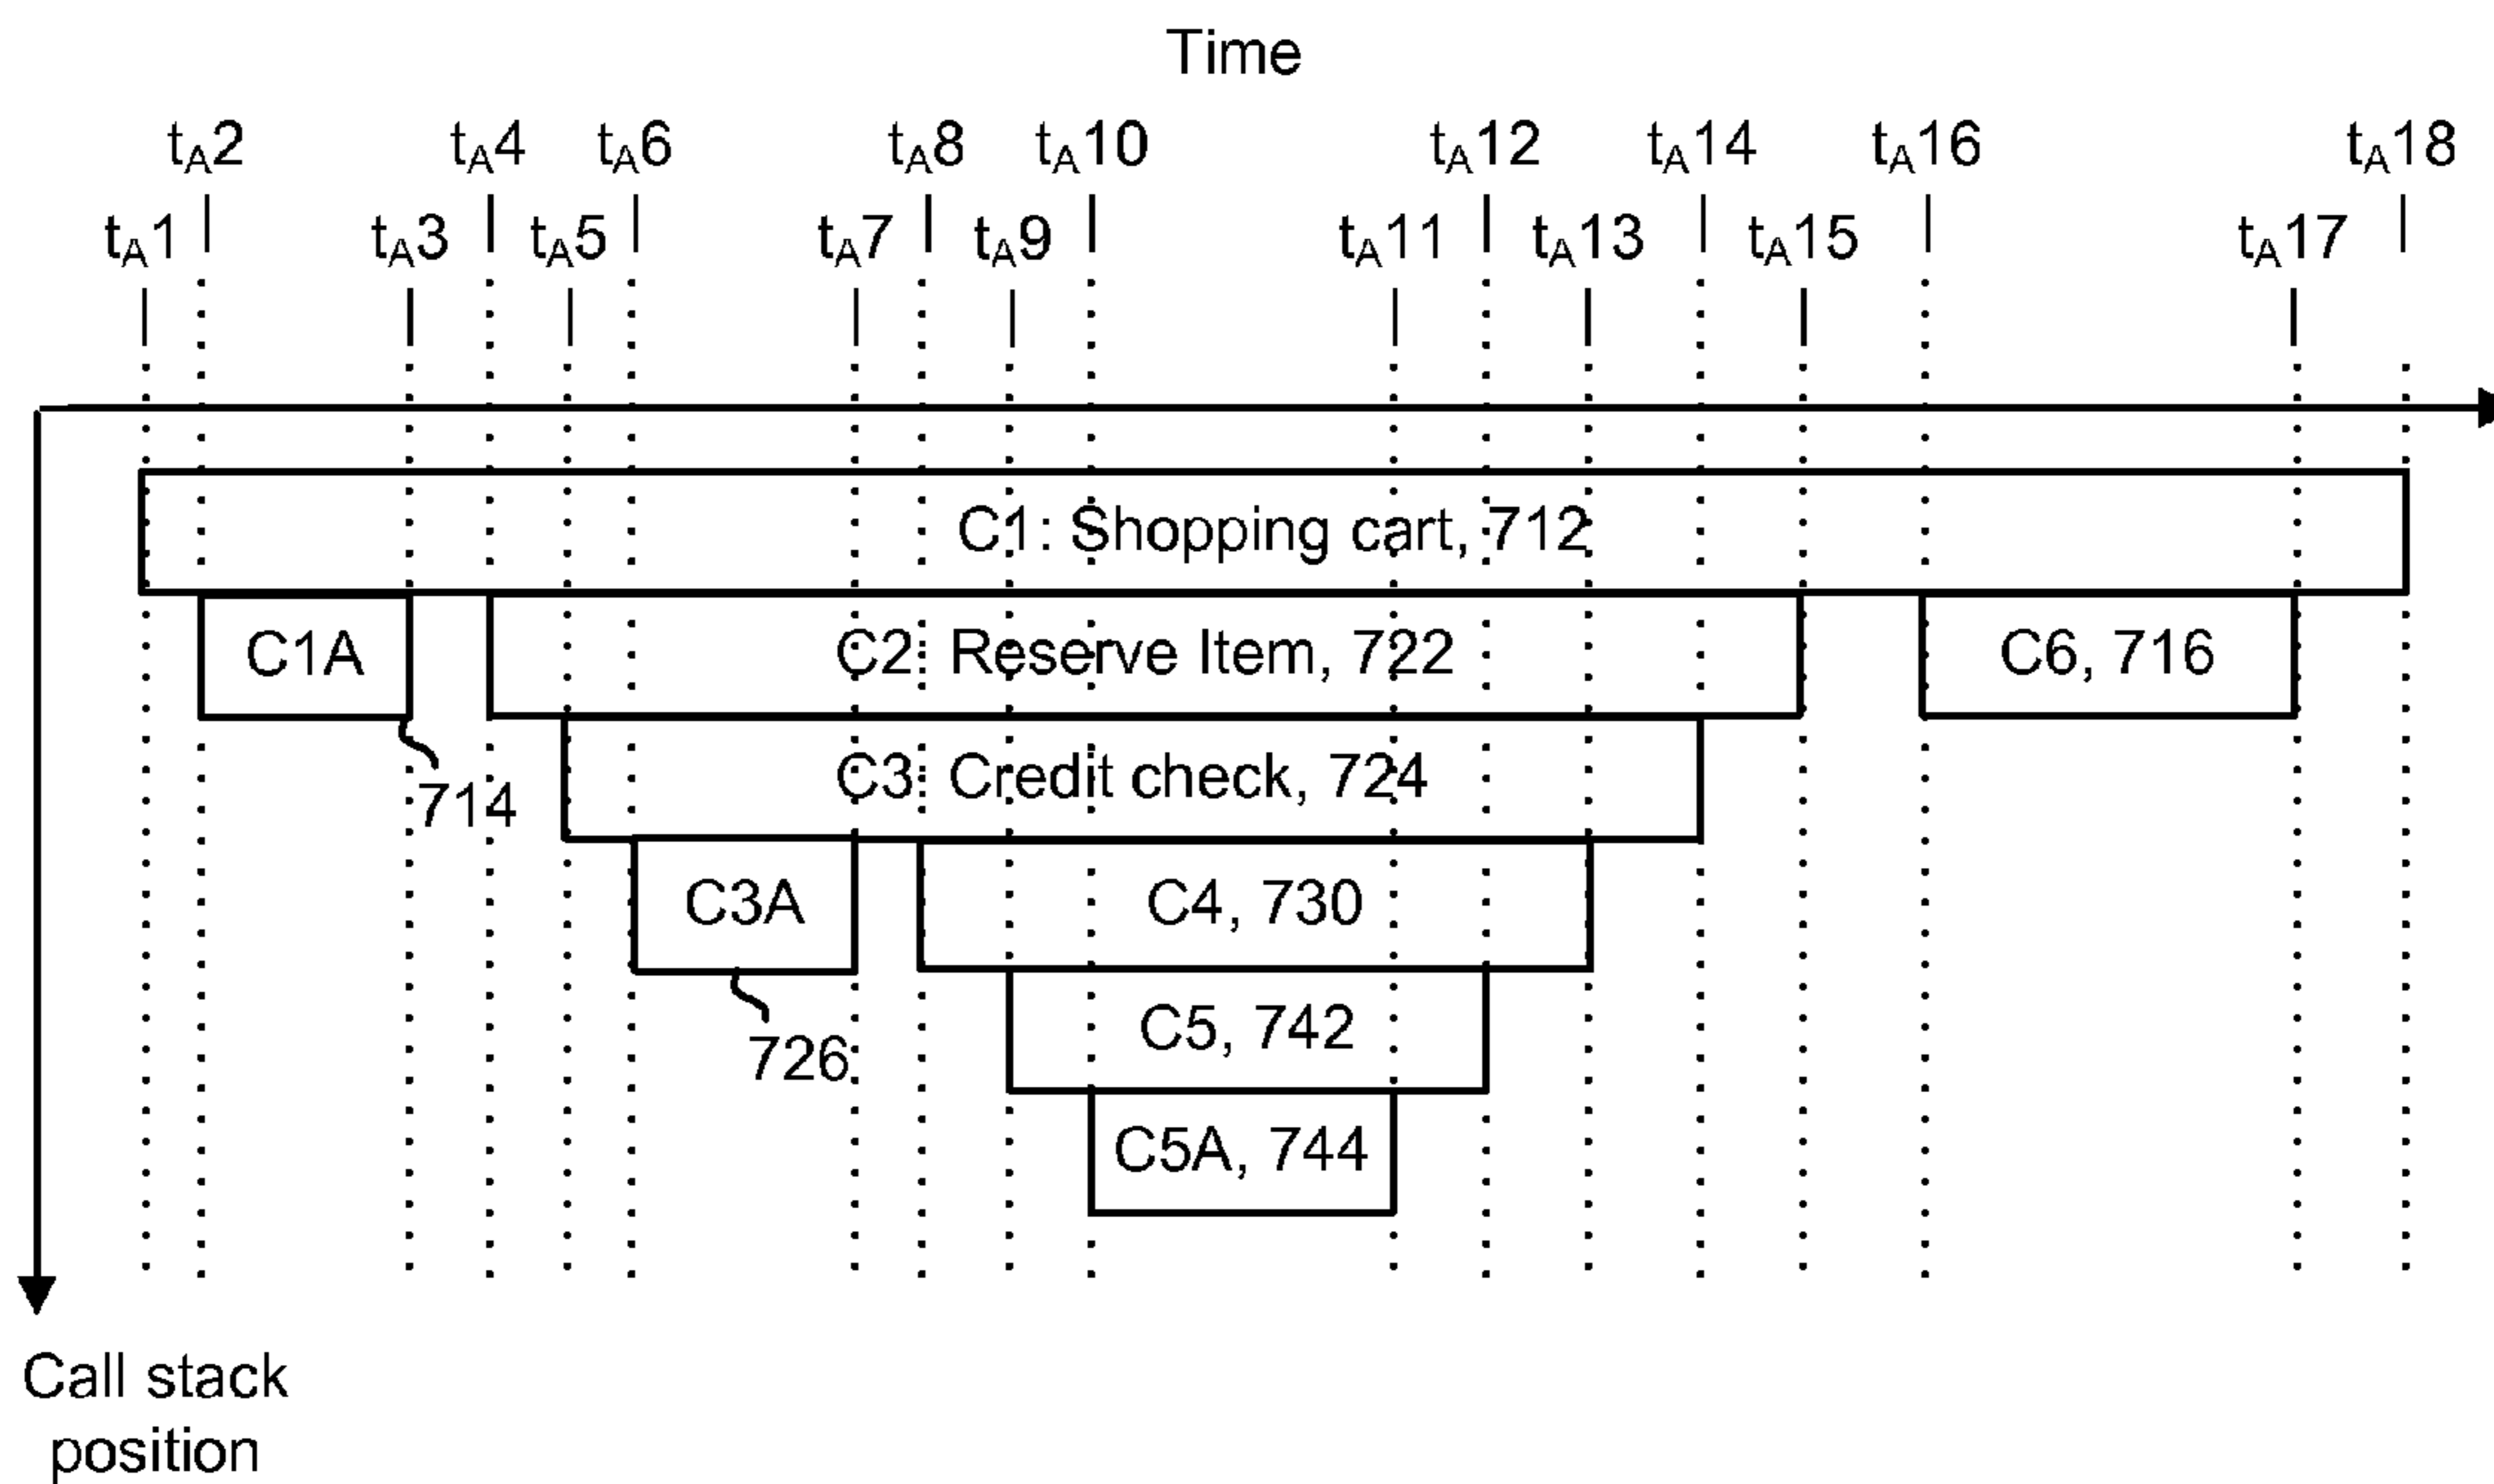 Time
tA2 tA4 tA6 tA8 tA10 tA12 tA14 tA16 tA18
tA1 tA3 tA5 tA7 tA9 tA11 tA13 tA15 tA17
C1: Shopping cart, 712
C1A C2: Reserve Item, 722 C6, 716
C3: Credit check, 724
714
C3A C4, 730
C5, 742
726
C5A, 744
Call stack
position